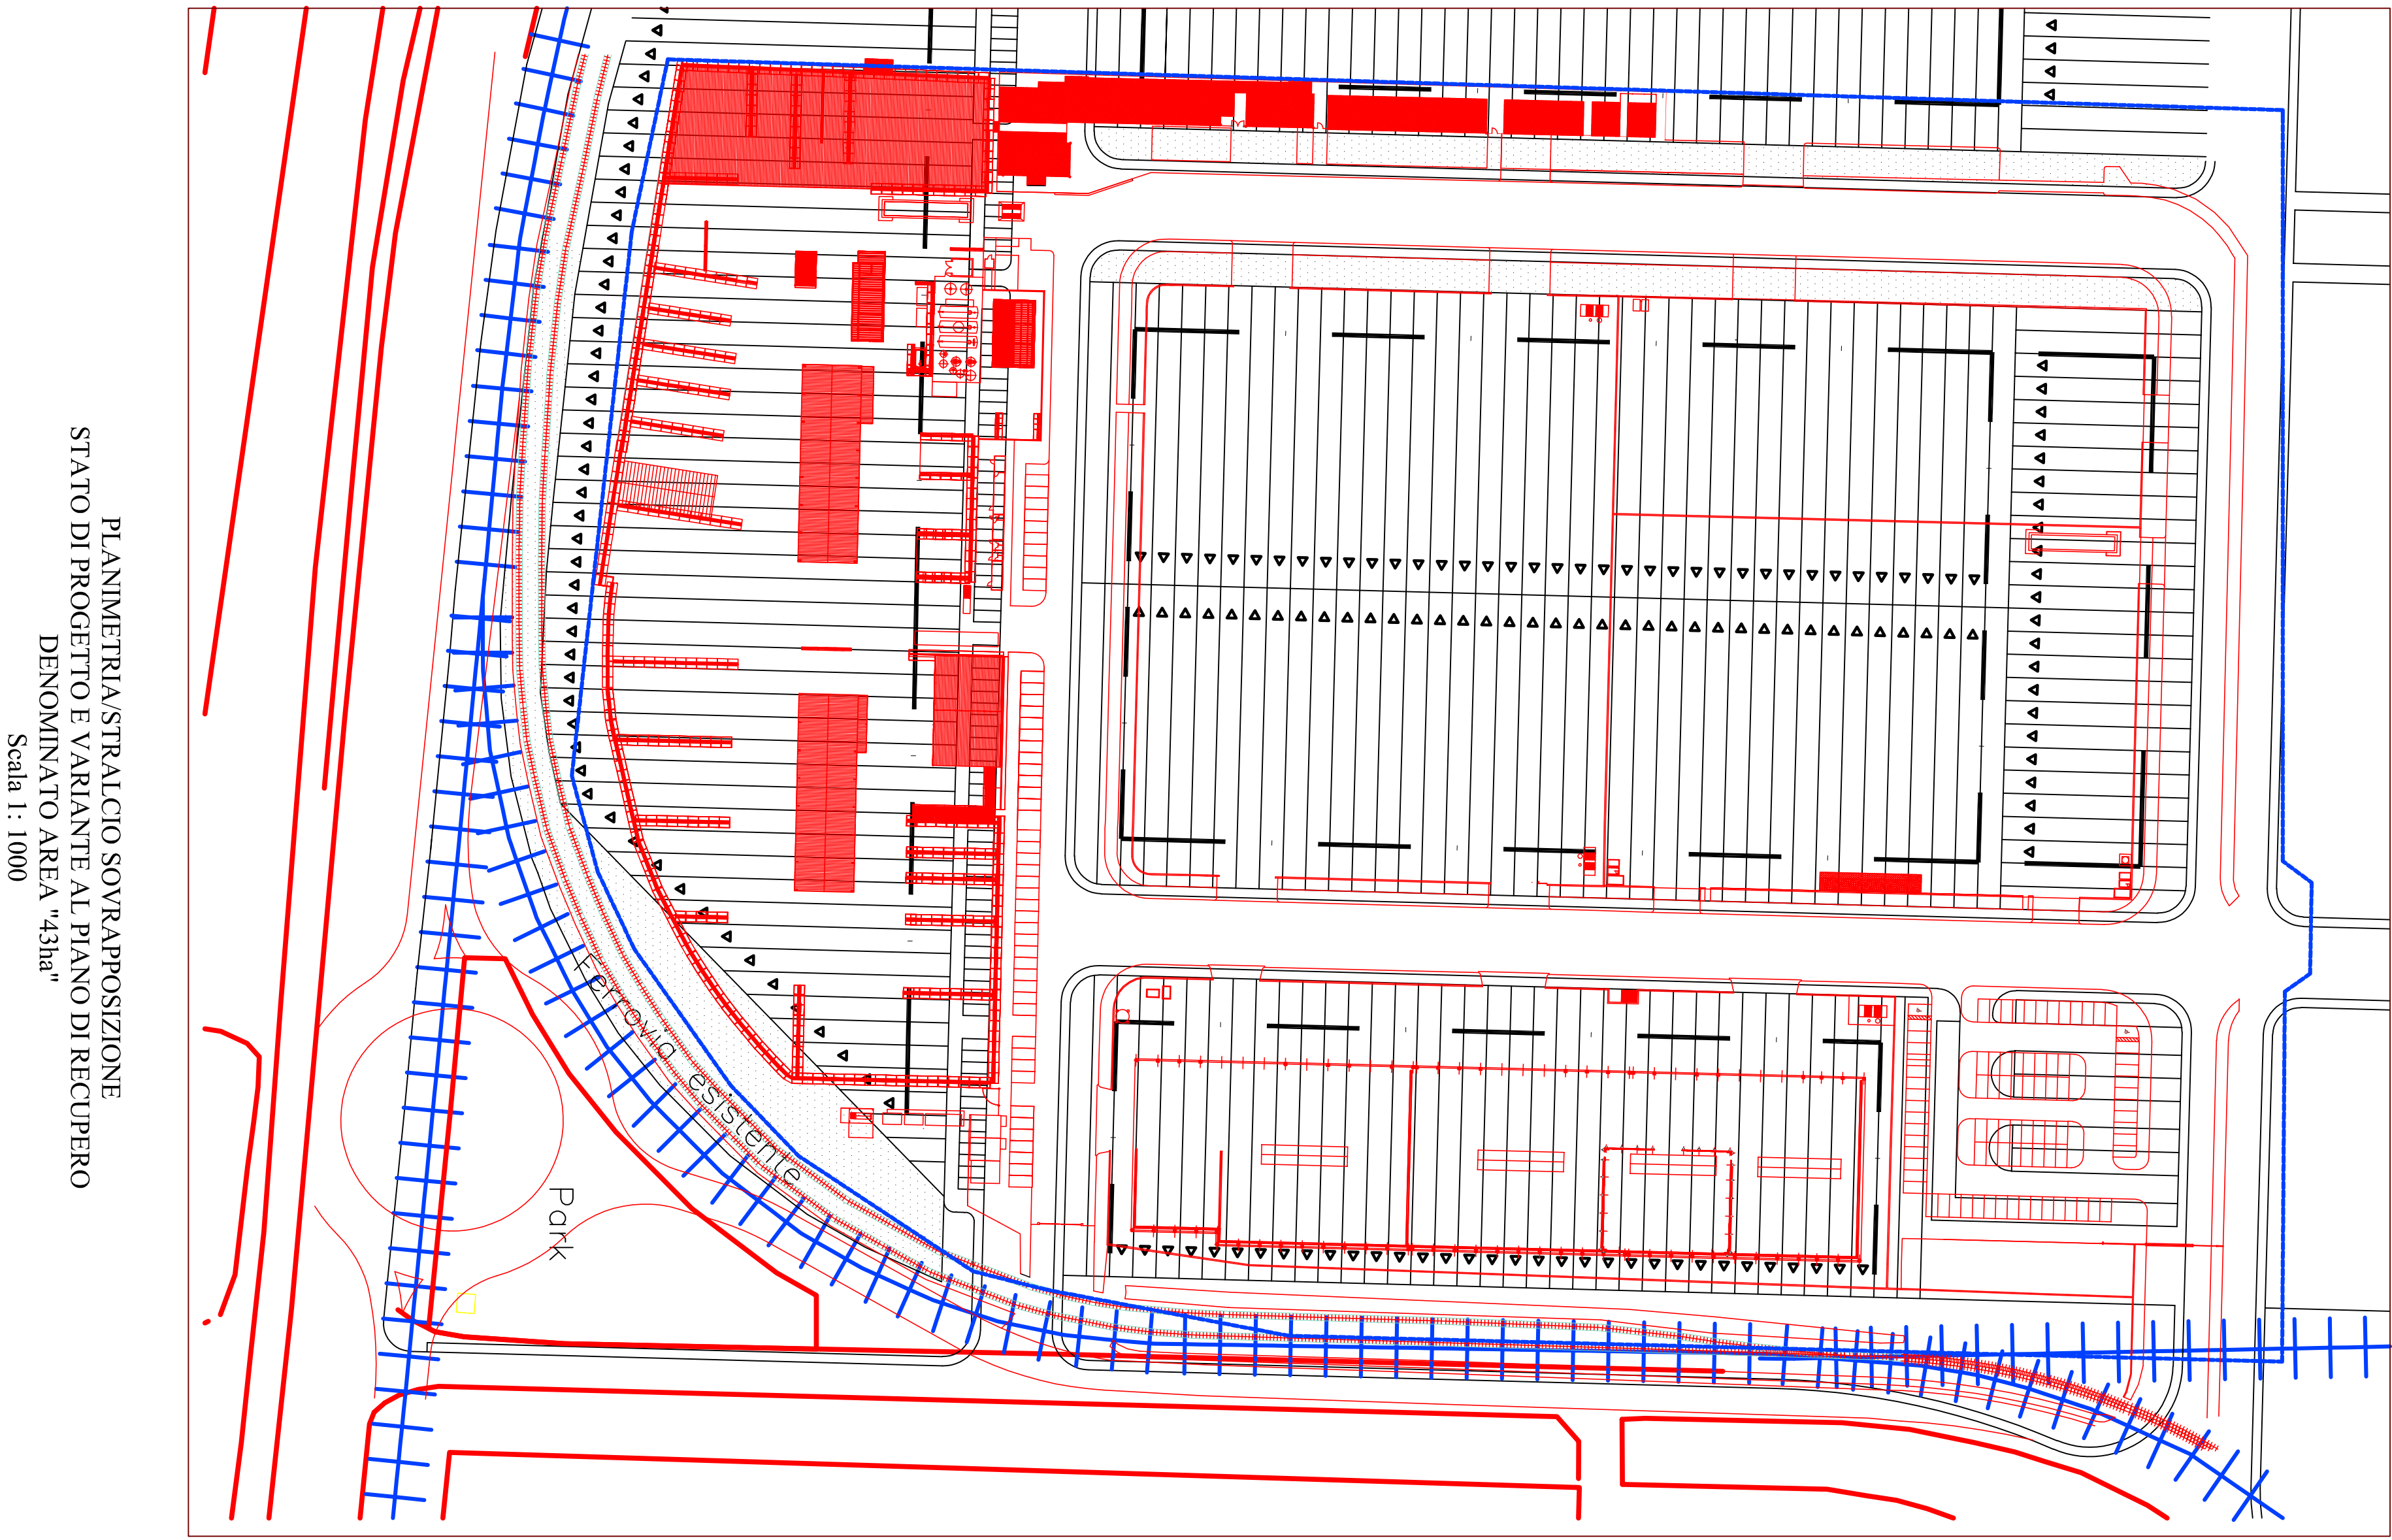 PLANIMETRIA/STRALCIO SOVRAPPOSIZIONE
STATO DI PROGETTO E VARIANTE AL PIANO DI RECUPERO
DENOMINATO AREA "43ha"
Scala 1: 1000
Ferrovia esistente
Park